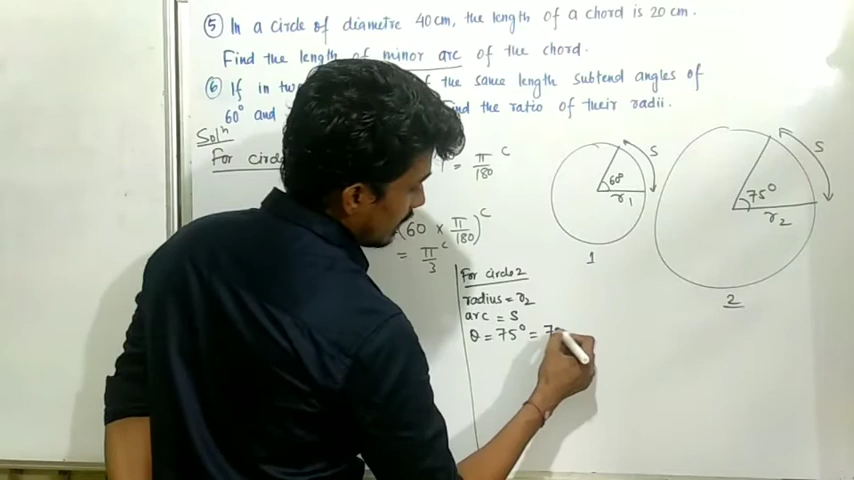 ⑤ In a circle of diametre 40 cm, the length of a chord is 20 cm.
Find the length of minor arc of the chord.
⑥ If in two of the same length subtend angles of
60° and find the ratio of their radii.
Solⁿ
For circle = π/180 ᶜ
(60 × π/180)ᶜ
= π/3 ᶜ
For circle 2
radius = r₂
arc = S
θ = 75° = 7
60° r₁ S
1
75° r₂ S
2